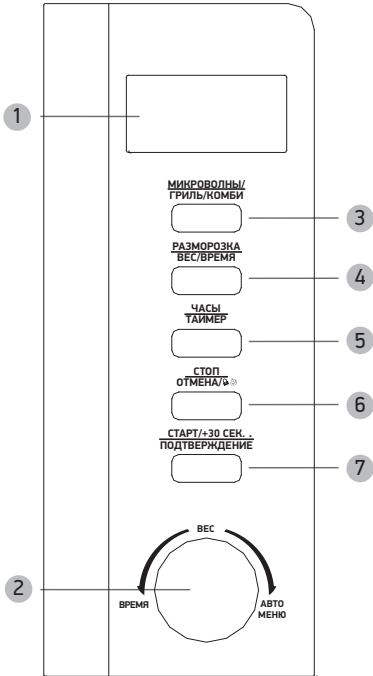 1
МИКРОВОЛНЫ/
ГРИЛЬ/КОМБИ
3
РАЗМОРОЗКА
ВЕС/ВРЕМЯ
4
ЧАСЫ
ТАЙМЕР
5
СТОП
ОТМЕНА/
6
СТАРТ/+30 СЕК. .
ПОДТВЕРЖДЕНИЕ
7
ВЕС
2
ВРЕМЯ
АВТО
МЕНЮ